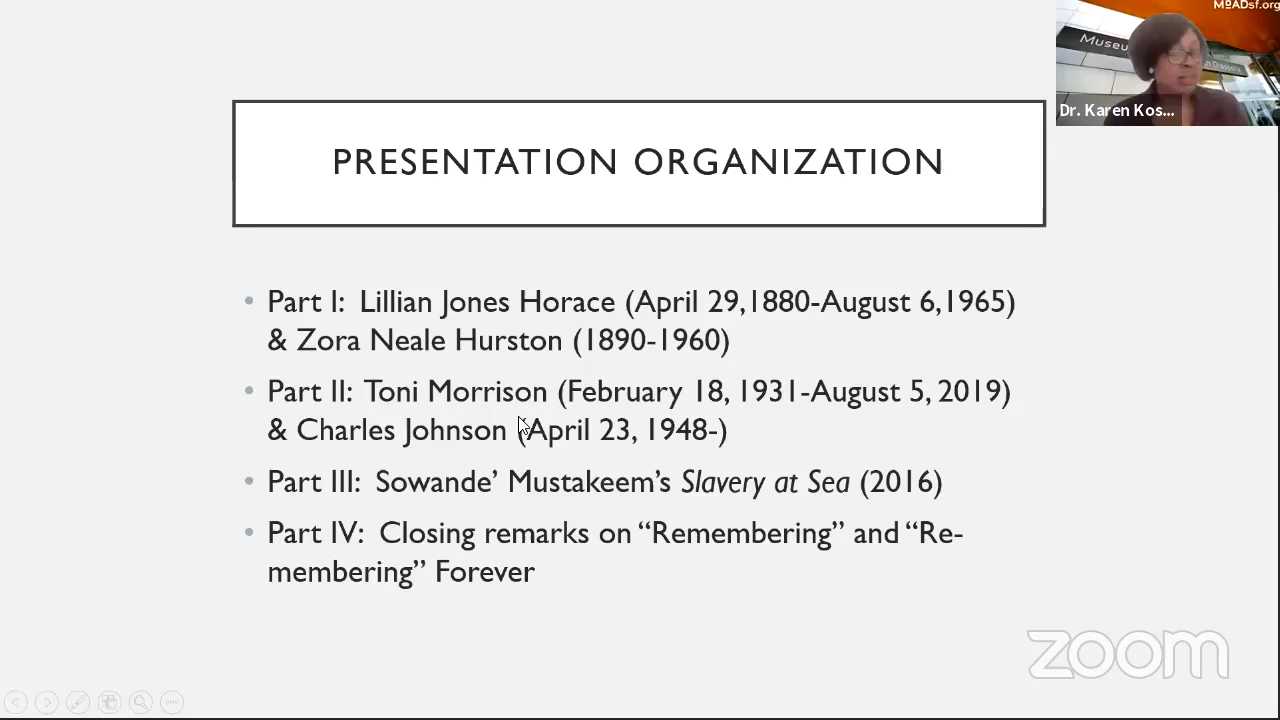 MoADsf.org
Museu
Dr. Karen Kos...
PRESENTATION ORGANIZATION
• Part I: Lillian Jones Horace (April 29,1880-August 6,1965)
& Zora Neale Hurston (1890-1960)
• Part II: Toni Morrison (February 18, 1931-August 5, 2019)
& Charles Johnson (April 23, 1948-)
• Part III: Sowande’ Mustakeem’s Slavery at Sea (2016)
• Part IV: Closing remarks on “Remembering” and “Re-
membering” Forever
zoom